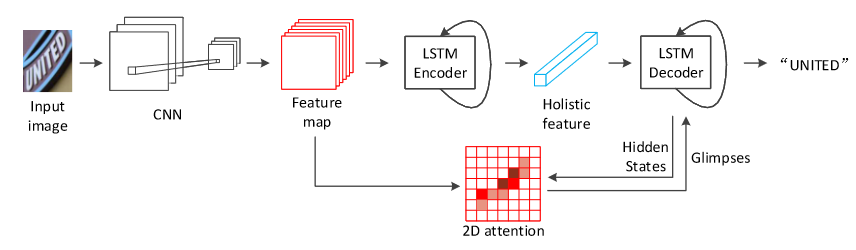 UNITED
Input
image
CNN
Feature
map
LSTM
Encoder
Holistic
feature
LSTM
Decoder
“UNITED”
Hidden
States
Glimpses
2D attention